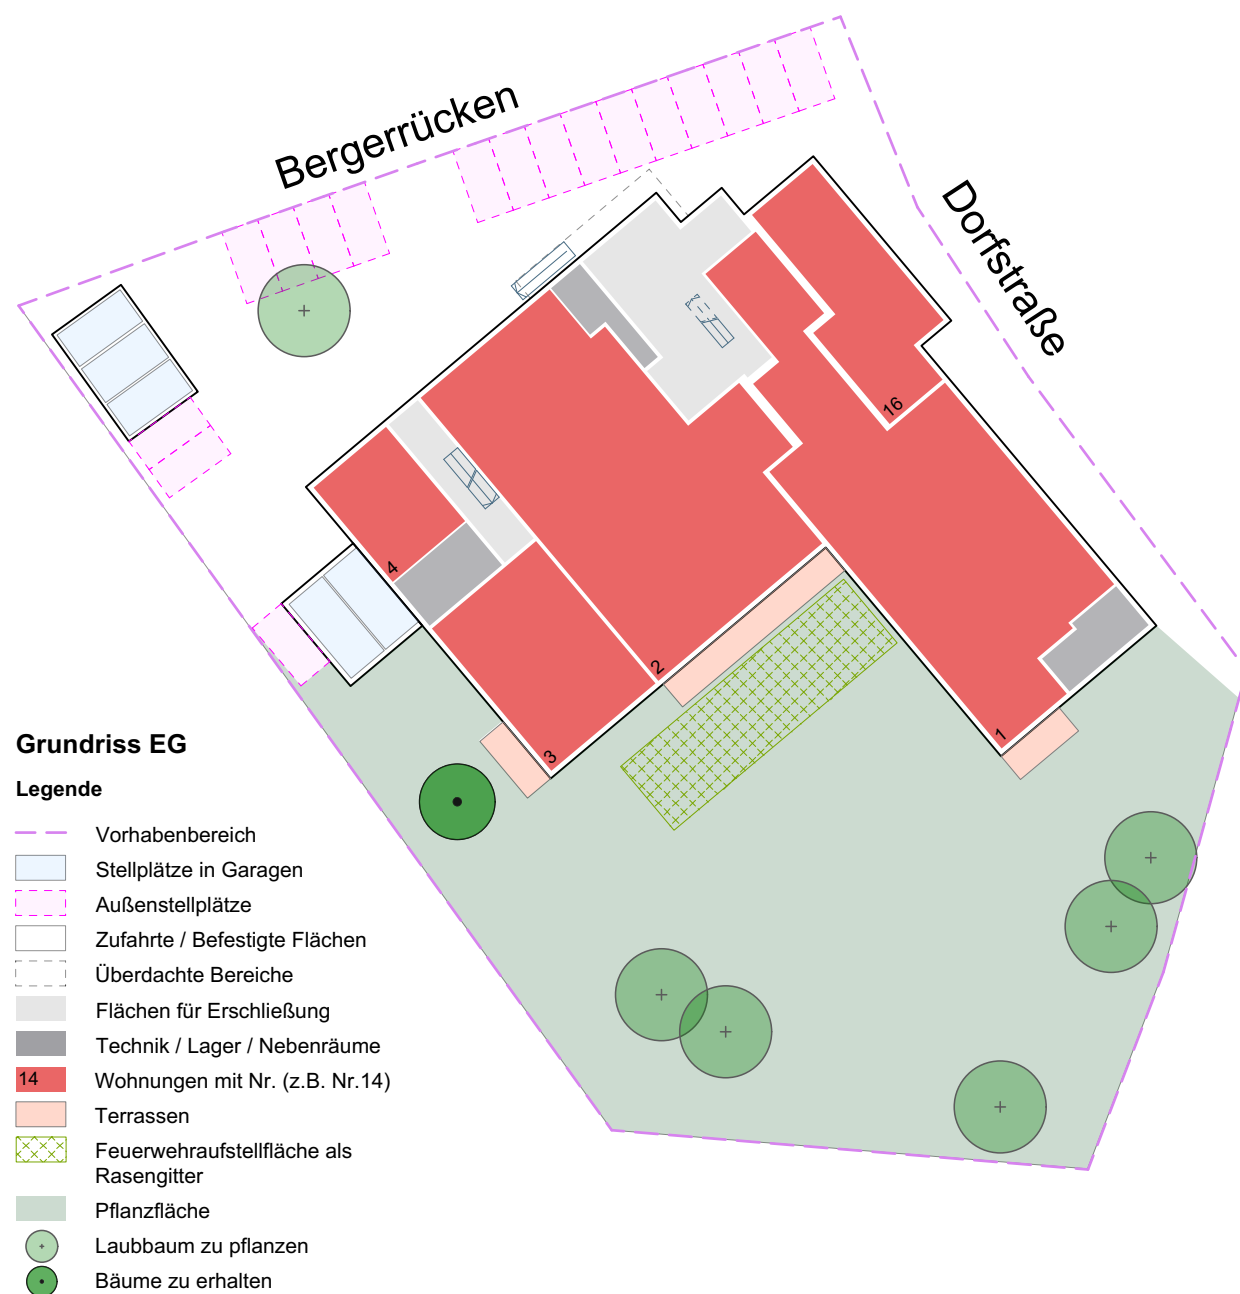 Bergerrücken
Dorfstraße
16
4
2
3
1
Grundriss EG
Legende
Vorhabenbereich
Stellplätze in Garagen
Außenstellplätze
Zufahrte / Befestigte Flächen
Überdachte Bereiche
Flächen für Erschließung
Technik / Lager / Nebenräume
14 Wohnungen mit Nr. (z.B. Nr.14)
Terrassen
Feuerwehraufstellfläche als
Rasengitter
Pflanzfläche
Laubbaum zu pflanzen
Bäume zu erhalten